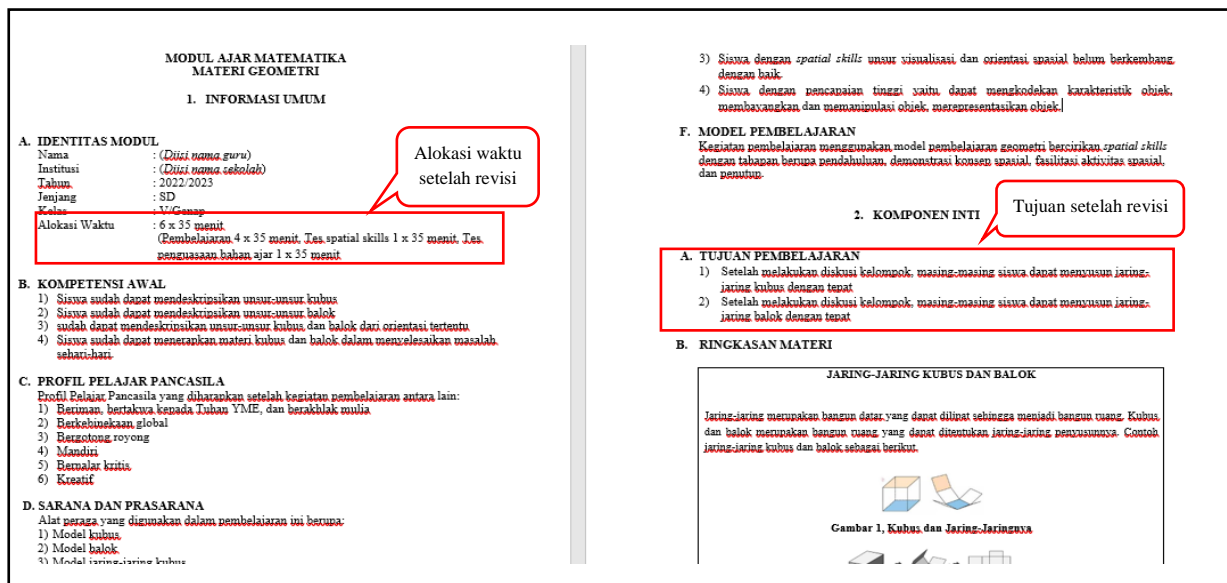 MODUL AJAR MATEMATIKA
MATERI GEOMETRI
1. INFORMASI UMUM
A. IDENTITAS MODUL
Nama : (Diisi nama guru)
Institusi : (Diisi nama sekolah)
Tahun : 2022/2023
Jenjang : SD
Kelas : V/Genap
Alokasi Waktu : 6 x 35 menit
(Pembelajaran 4 x 35 menit, Tes spatial skills 1 x 35 menit, Tes
penguasaan bahan ajar 1 x 35 menit
Alokasi waktu
setelah revisi
B. KOMPETENSI AWAL
1) Siswa sudah dapat mendeskripsikan unsur-unsur kubus
2) Siswa sudah dapat mendeskripsikan unsur-unsur balok
3) sudah dapat mendeskripsikan unsur-unsur kubus dan balok dari orientasi tertentu
4) Siswa sudah dapat menerapkan materi kubus dan balok dalam menyelesaikan masalah
sehari-hari.
C. PROFIL PELAJAR PANCASILA
Profil Pelajar Pancasila yang diharapkan setelah kegiatan pembelajaran antara lain:
1) Beriman, bertakwa kepada Tuhan YME, dan berakhlak mulia
2) Berkebinekaan global
3) Bergotong royong
4) Mandiri
5) Bernalar kritis
6) Kreatif
D. SARANA DAN PRASARANA
Alat peraga yang digunakan dalam pembelajaran ini berupa:
1) Model kubus
2) Model balok
3) Model jaring-jaring kubus
3) Siswa dengan spatial skills unsur visualisasi dan orientasi spasial belum berkembang
dengan baik.
4) Siswa dengan pencapaian tinggi yaitu dapat mengkodekan karakteristik objek,
membayangkan dan memanipulasi objek, merepresentasikan objek.
F. MODEL PEMBELAJARAN
Kegiatan pembelajaran menggunakan model pembelajaran geometri bercirikan spatial skills
dengan tahapan berupa pendahuluan, demonstrasi konsep spasial, fasilitasi aktivitas spasial,
dan penutup.
2. KOMPONEN INTI
Tujuan setelah revisi
A. TUJUAN PEMBELAJARAN
1) Setelah melakukan diskusi kelompok, masing-masing siswa dapat menyusun jaring-
jaring kubus dengan tepat
2) Setelah melakukan diskusi kelompok, masing-masing siswa dapat menyusun jaring-
jaring balok dengan tepat
B. RINGKASAN MATERI
JARING-JARING KUBUS DAN BALOK
Jaring-jaring merupakan bangun datar yang dapat dilipat sehingga menjadi bangun ruang. Kubus
dan balok merupakan bangun ruang yang dapat ditentukan jaring-jaring penyusunnya. Contoh
jaring-jaring kubus dan balok sebagai berikut.
Gambar 1, Kubus dan Jaring-Jaringnya